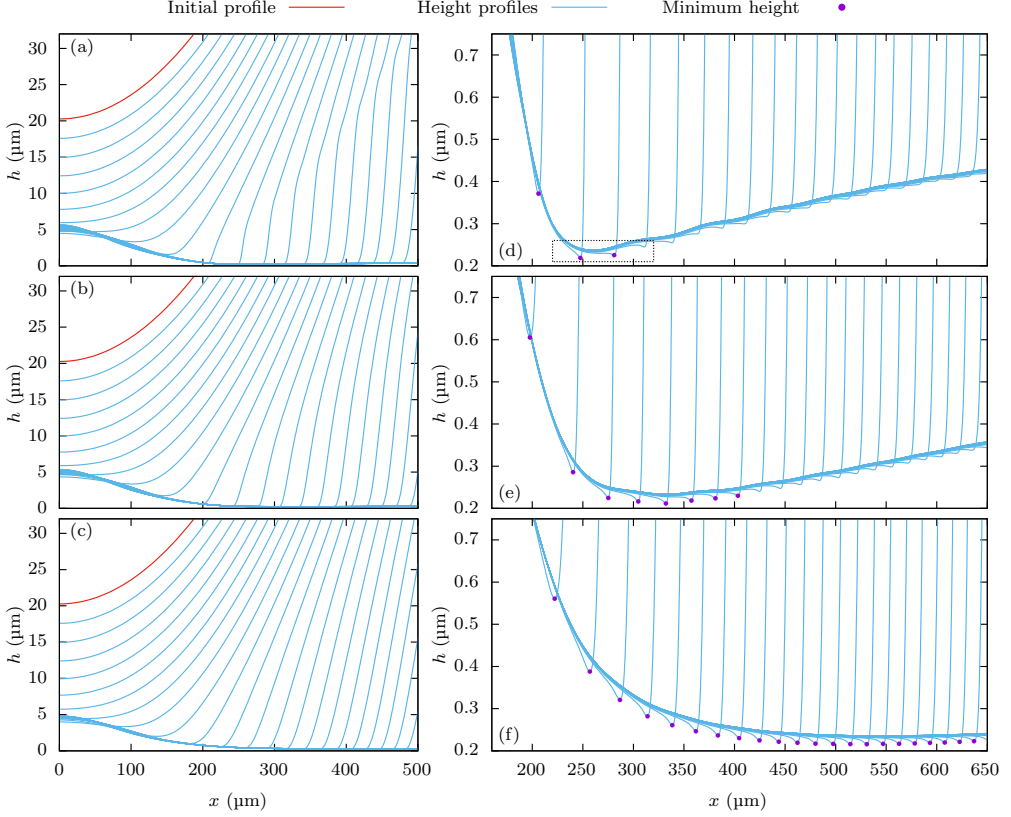 Initial profile Height profiles Minimum height
(a)
h (µm)
30
25
20
15
10
5
0
(d)
h (µm)
0.7
0.6
0.5
0.4
0.3
0.2
(b)
h (µm)
30
25
20
15
10
5
0
(e)
h (µm)
0.7
0.6
0.5
0.4
0.3
0.2
(c)
h (µm)
30
25
20
15
10
5
0
0 100 200 300 400 500
x (µm)
(f)
h (µm)
0.7
0.6
0.5
0.4
0.3
0.2
200 250 300 350 400 450 500 550 600 650
x (µm)